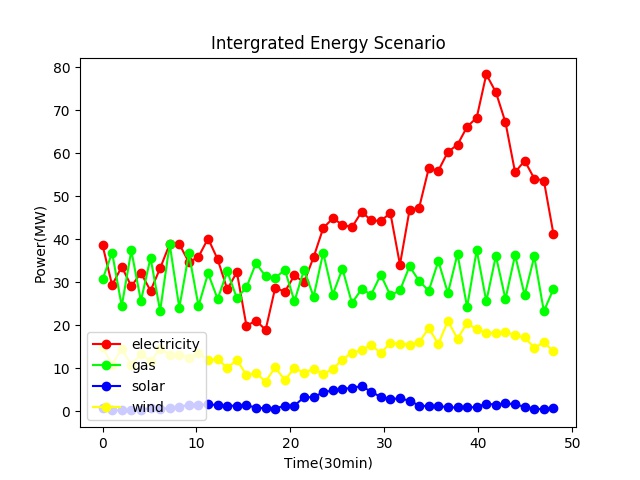 Intergrated Energy Scenario
80
70
60
50
40
30
20
10
0
Power(MW)
electricity
gas
solar
wind
0 10 20 30 40 50
Time(30min)